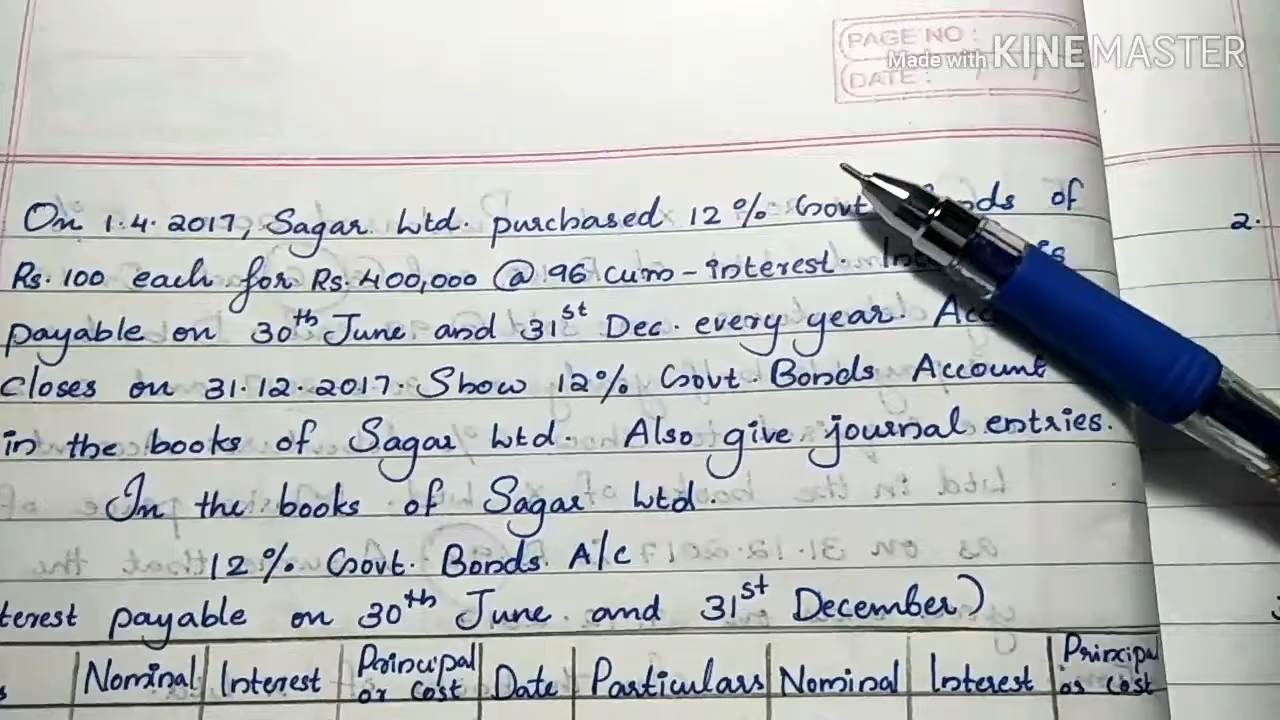 PAGE NO :
Made with KINEMASTER
DATE :
On 1.4.2017, Sagar Ltd. purchased 12% Govt of
2.
Rs. 100 each for Rs. 400,000 @ 96 cum-interest.
payable on 30th June and 31st Dec. every year.
closes on 31.12.2017. Show 12% Govt. Bonds Account
in the books of Sagar Ltd. Also give journal entries.
In the books of Sagar Ltd.
12% Govt. Bonds A/c
terest payable on 30th June and 31st December)
Nominal Interest Principal or cost Date Particulars Nominal Interest Principal or cost